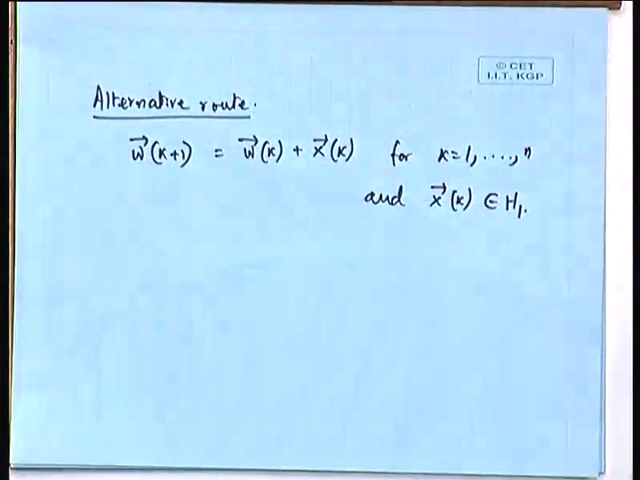 © CET
I.I.T. KGP
Alternative route.
w⃗(k+1) = w⃗(k) + x⃗(k) for k=1, ....., n
and x⃗(k) ∈ H₁.